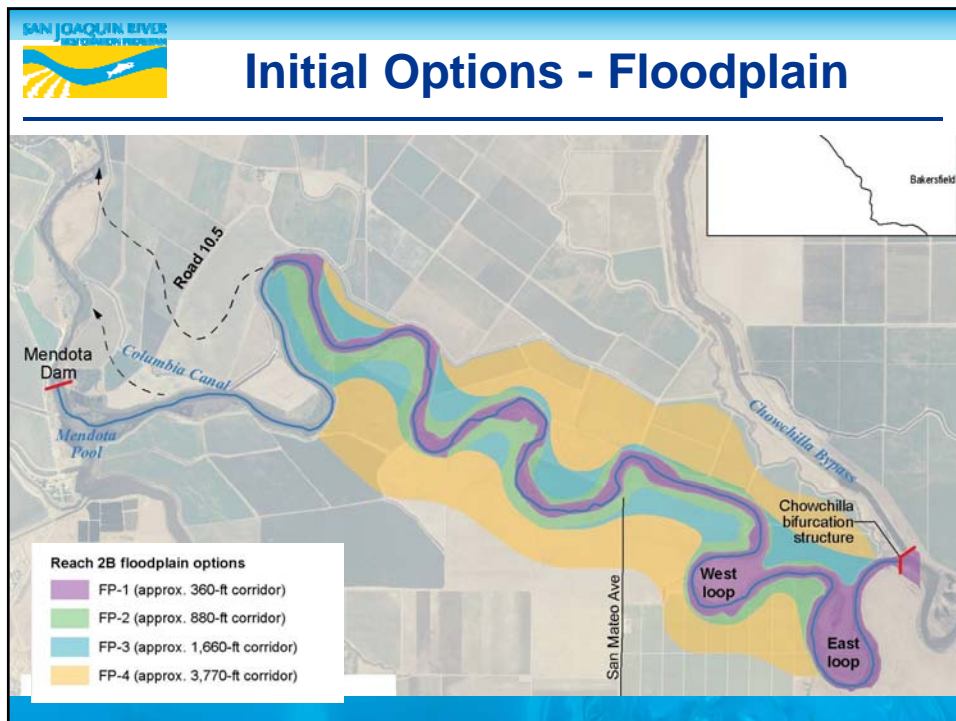 SAN JOAQUIN RIVER
RESTORATION PROGRAM
Initial Options - Floodplain
Bakersfield
Road 10.5
Mendota
Dam
Columbia Canal
Mendota
Pool
Chowchilla Bypass
Chowchilla
bifurcation
structure
West
loop
East
loop
San Mateo Ave
Reach 2B floodplain options
FP-1 (approx. 360-ft corridor)
FP-2 (approx. 880-ft corridor)
FP-3 (approx. 1,660-ft corridor)
FP-4 (approx. 3,770-ft corridor)